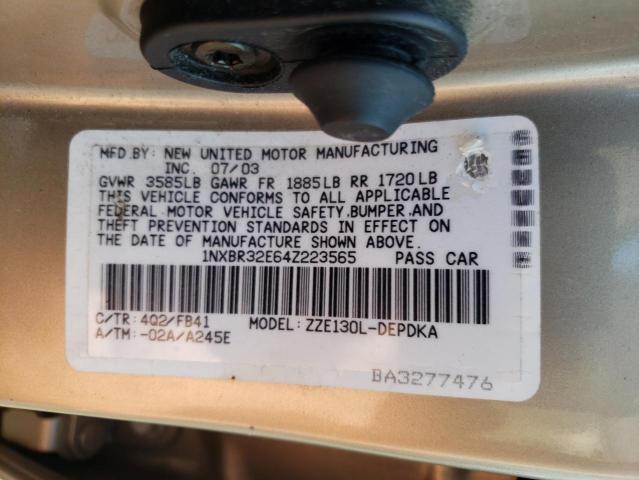 MFD.BY: NEW UNITED MOTOR MANUFACTURING
INC. 07/03
GVWR 3585LB GAWR FR 1885LB RR 1720LB
THIS VEHICLE CONFORMS TO ALL APPLICABLE
FEDERAL MOTOR VEHICLE SAFETY,BUMPER,AND
THEFT PREVENTION STANDARDS IN EFFECT ON
THE DATE OF MANUFACTURE SHOWN ABOVE.
1NXBR32E64Z223565 PASS CAR
C/TR: 4Q2/FB41 MODEL: ZZE130L-DEPDKA
A/TM:-02A/A245E
BA3277476